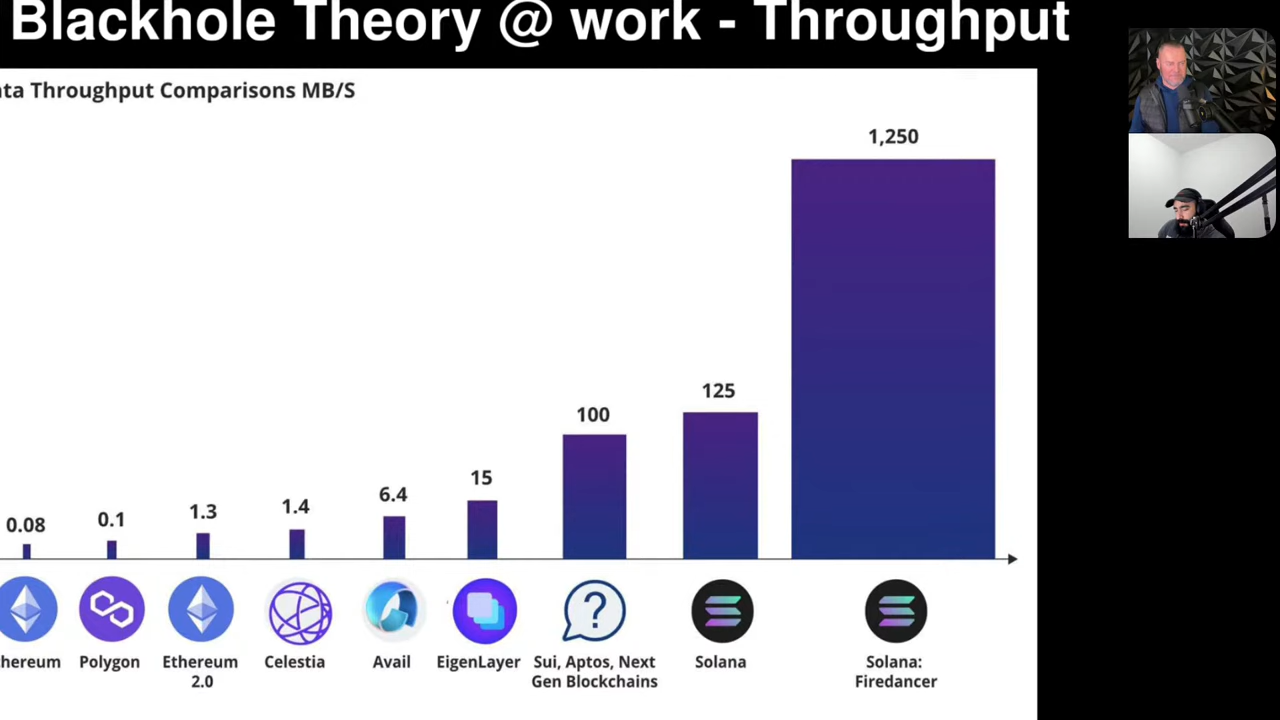 Blackhole Theory @ work - Throughput
ata Throughput Comparisons MB/S
1,250
125
100
15
6.4
1.4
1.3
0.1
0.08
hereum
Polygon
Ethereum
2.0
Celestia
Avail
EigenLayer
?
Sui, Aptos, Next
Gen Blockchains
Solana
Solana:
Firedancer